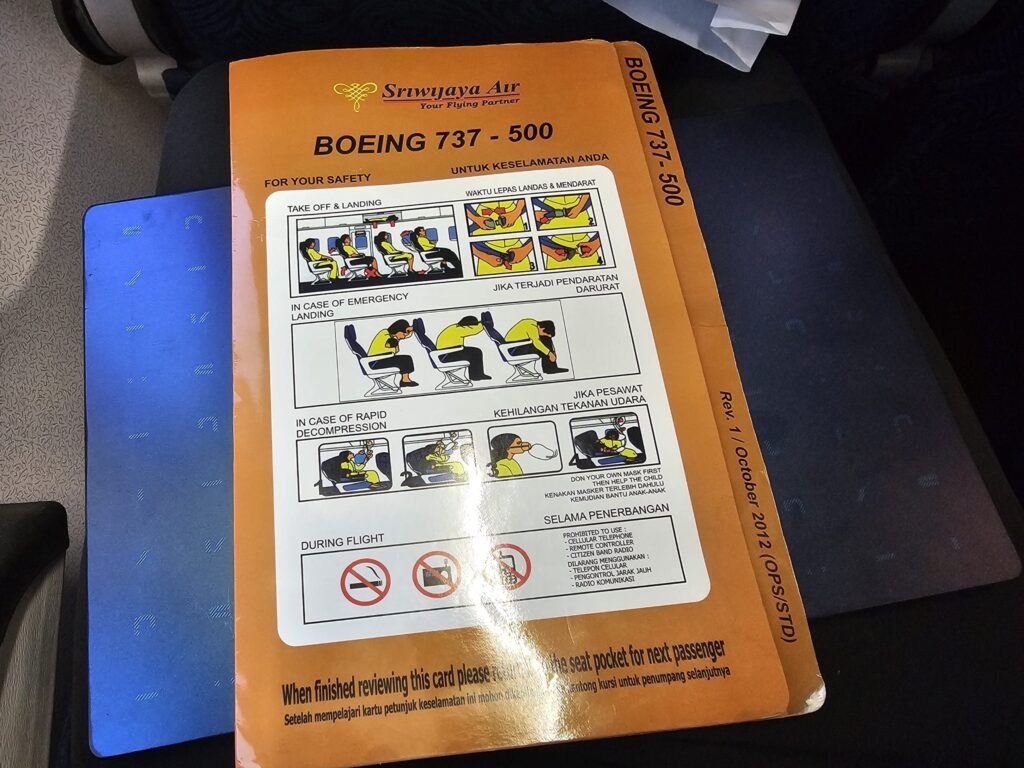 Sriwijaya Air
Your Flying Partner
BOEING 737 - 500
FOR YOUR SAFETY
UNTUK KESELAMATAN ANDA
TAKE OFF & LANDING
WAKTU LEPAS LANDAS & MENDARAT
1
2
3
IN CASE OF EMERGENCY
LANDING
JIKA TERJADI PENDARATAN
DARURAT
IN CASE OF RAPID
DECOMPRESSION
JIKA PESAWAT
KEHILANGAN TEKANAN UDARA
DON YOUR OWN MASK FIRST
THEN HELP THE CHILD
KENAKAN MASKER TERLEBIH DAHULU
KEMUDIAN BANTU ANAK-ANAK
DURING FLIGHT
SELAMA PENERBANGAN
PROHIBITED TO USE :
- CELLULAR TELEPHONE
- REMOTE CONTROLLER
- CITIZEN BAND RADIO
DILARANG MENGGUNAKAN :
- TELEPON CELULAR
- PENGONTROL JARAK JAUH
- RADIO KOMUNIKASI
When finished reviewing this card please the seat pocket for next passenger
Setelah mempelajari kartu petunjuk keselamatan ini mohon kursi untuk penumpang selanjutnya
BOEING 737- 500
Rev. 1 / October 2012 (OPS/STD)